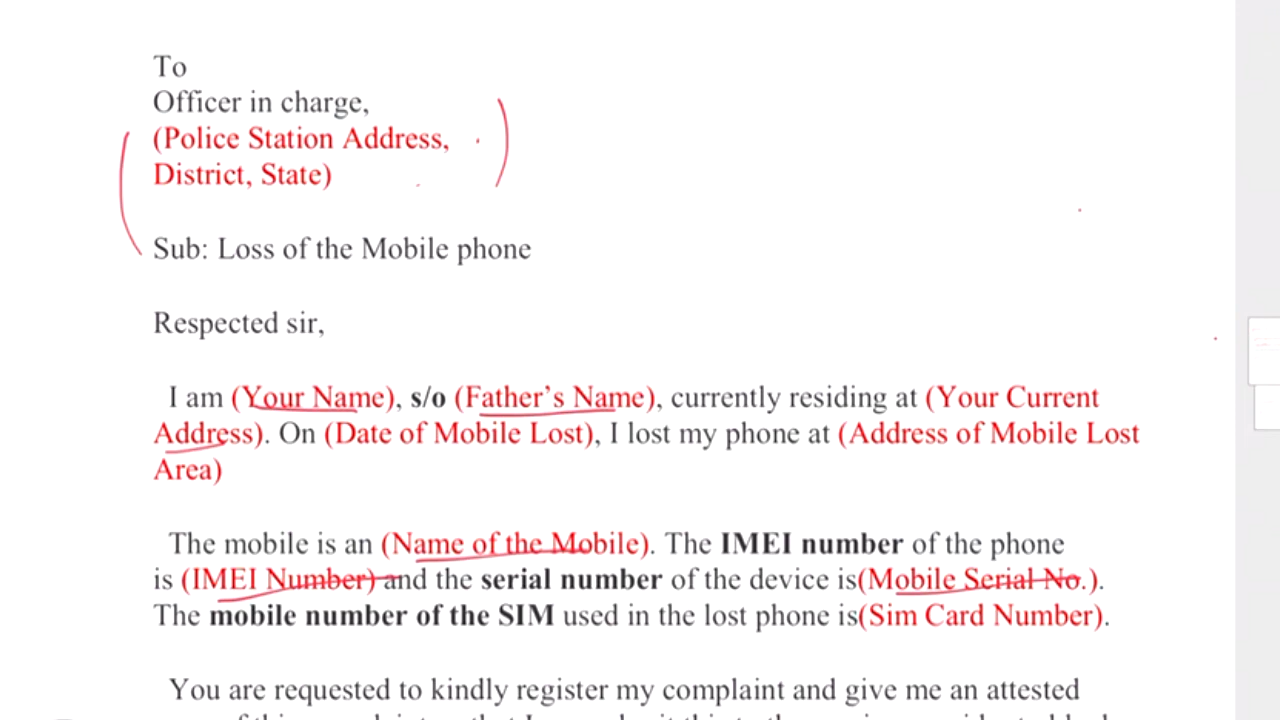 To
Officer in charge,
(Police Station Address,
District, State)
Sub: Loss of the Mobile phone
Respected sir,
I am (Your Name), s/o (Father's Name), currently residing at (Your Current
Address). On (Date of Mobile Lost), I lost my phone at (Address of Mobile Lost
Area)
The mobile is an (Name of the Mobile). The IMEI number of the phone
is (IMEI Number) and the serial number of the device is(Mobile Serial No.).
The mobile number of the SIM used in the lost phone is(Sim Card Number).
You are requested to kindly register my complaint and give me an attested